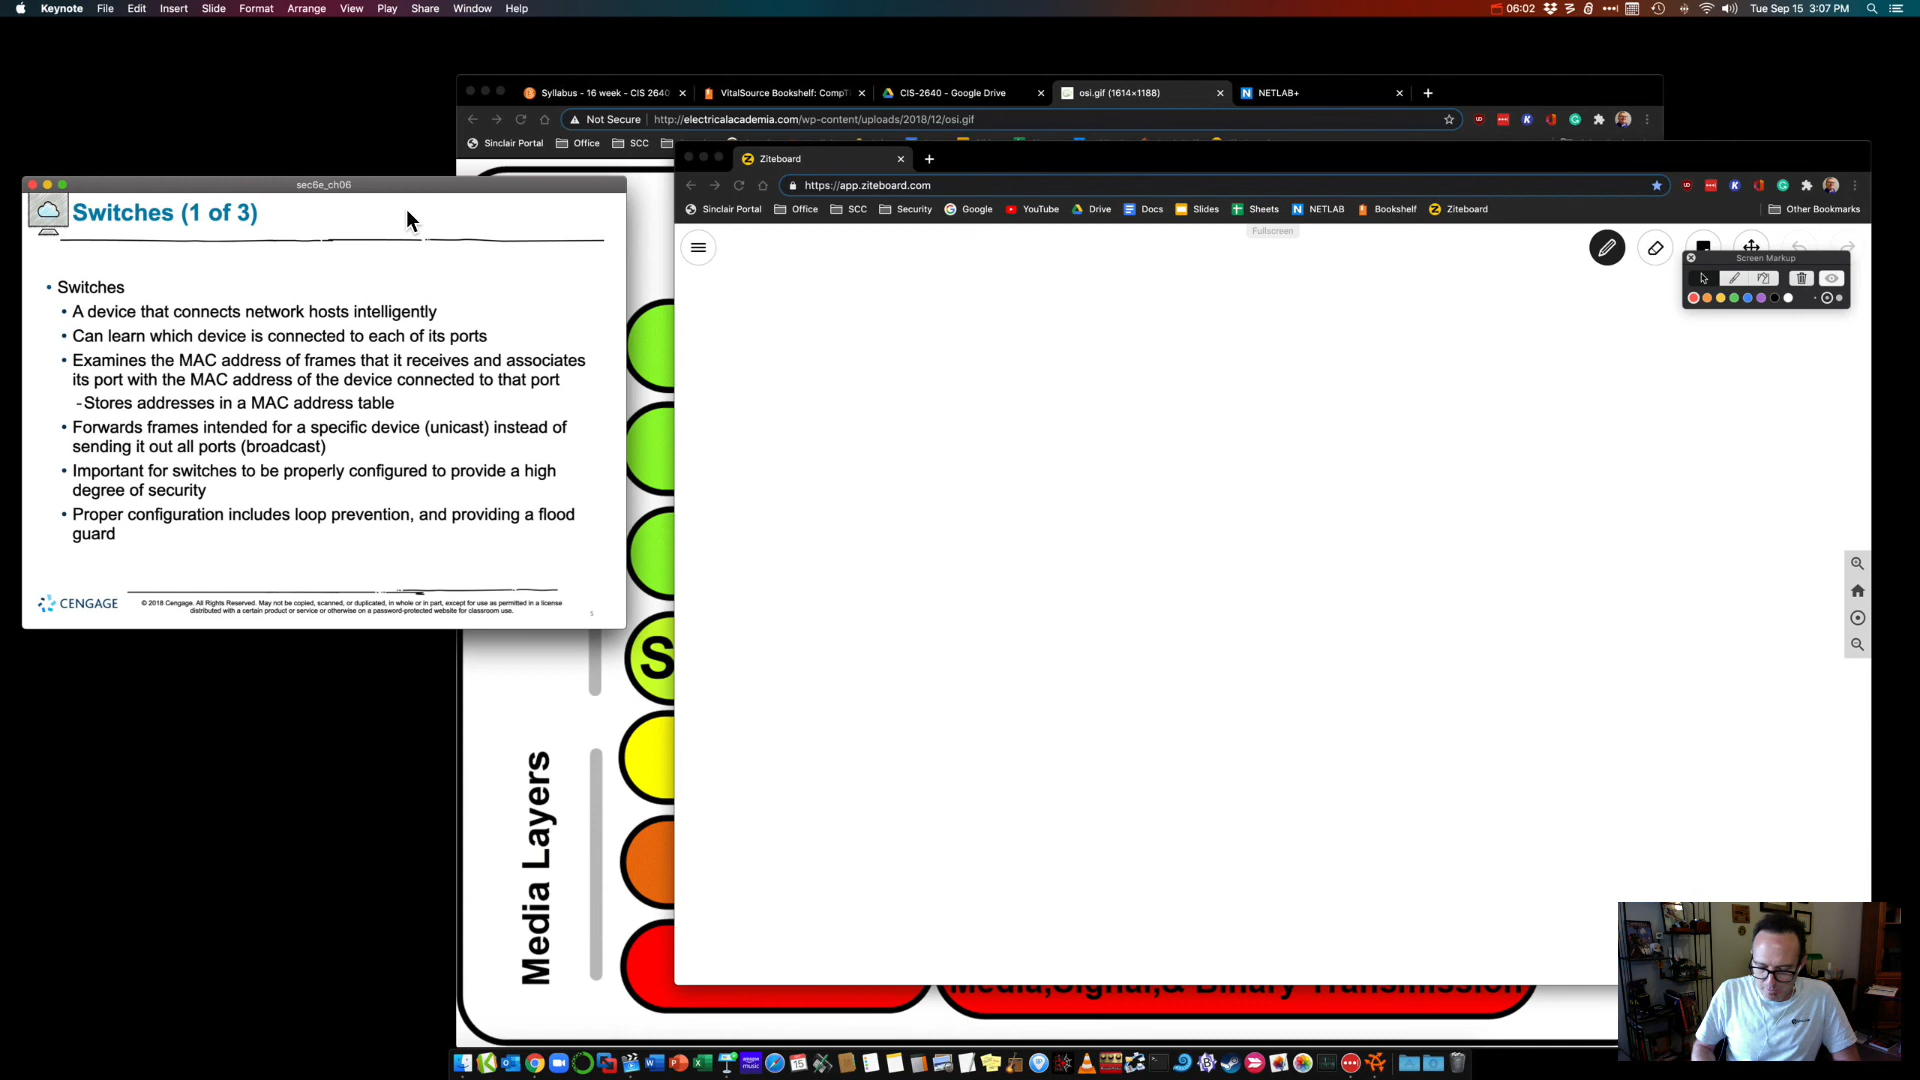 Keynote File Edit Insert Slide Format Arrange View Play Share Window Help
06:02 Tue Sep 15 3:07 PM
Syllabus - 16 week - CIS 2640
VitalSource Bookshelf: CompTI
CIS-2640 - Google Drive
osi.gif (1614×1188)
NETLAB+
Not Secure http://electricalacademia.com/wp-content/uploads/2018/12/osi.gif
Sinclair Portal Office SCC
Ziteboard
https://app.ziteboard.com
Sinclair Portal Office SCC Security Google YouTube Drive Docs Slides Sheets NETLAB Bookshelf Ziteboard Other Bookmarks
Fullscreen
Screen Markup
sec6e_ch06
Switches (1 of 3)
• Switches
• A device that connects network hosts intelligently
• Can learn which device is connected to each of its ports
• Examines the MAC address of frames that it receives and associates
its port with the MAC address of the device connected to that port
-Stores addresses in a MAC address table
• Forwards frames intended for a specific device (unicast) instead of
sending it out all ports (broadcast)
• Important for switches to be properly configured to provide a high
degree of security
• Proper configuration includes loop prevention, and providing a flood
guard
CENGAGE
© 2018 Cengage. All Rights Reserved. May not be copied, scanned, or duplicated, in whole or in part, except for use as permitted in a license
distributed with a certain product or service or otherwise on a password-protected website for classroom use.
5
S
Media Layers
Media,Signal,& Binary Transmission